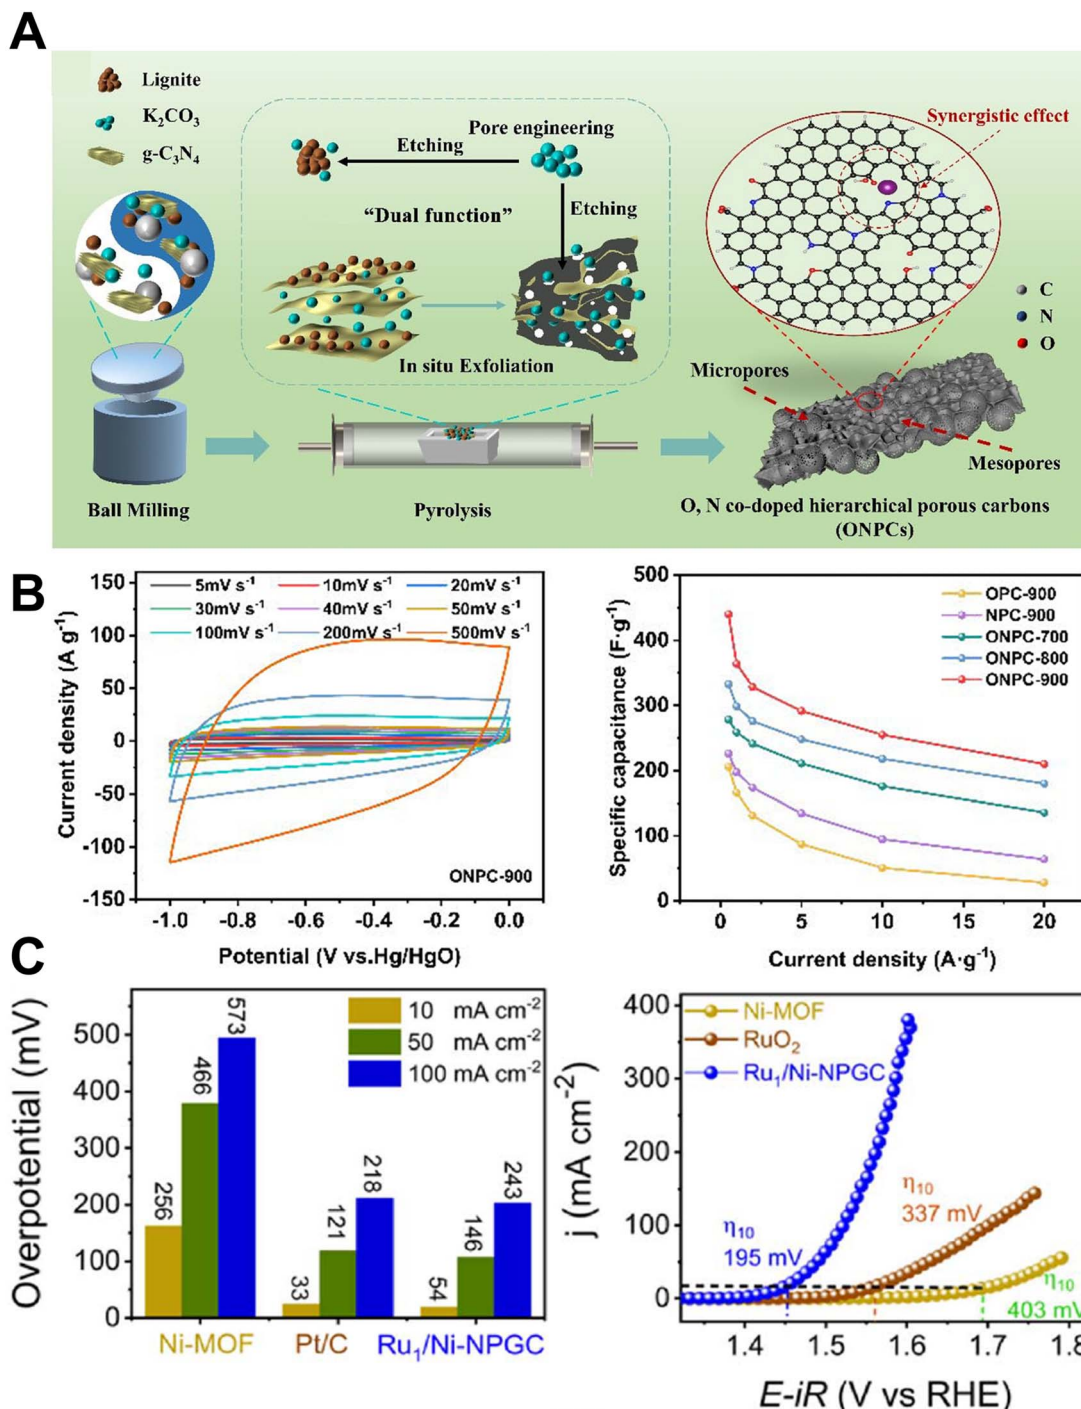 A
Lignite
K₂CO₃
g-C₃N₄
Pore engineering
Etching
Etching
“Dual function”
In situ Exfoliation
Synergistic effect
C
N
O
Micropores
Mesopores
Ball Milling
Pyrolysis
O, N co-doped hierarchical porous carbons
(ONPCs)
B
Current density (A g⁻¹)
150
100
50
0
-50
-100
-150
5mV s⁻¹ 10mV s⁻¹ 20mV s⁻¹
30mV s⁻¹ 40mV s⁻¹ 50mV s⁻¹
100mV s⁻¹ 200mV s⁻¹ 500mV s⁻¹
ONPC-900
-1.0 -0.8 -0.6 -0.4 -0.2 0.0
Potential (V vs.Hg/HgO)
Specific capacitance (F·g⁻¹)
500
400
300
200
100
0
OPC-900
NPC-900
ONPC-700
ONPC-800
ONPC-900
0 5 10 15 20
Current density (A·g⁻¹)
C
Overpotential (mV)
500
400
300
200
100
0
10 mA cm⁻²
50 mA cm⁻²
100 mA cm⁻²
256
466
573
33
121
218
54
146
243
Ni-MOF Pt/C Ru₁/Ni-NPGC
j (mA cm⁻²)
400
300
200
100
0
Ni-MOF
RuO₂
Ru₁/Ni-NPGC
η₁₀
195 mV
η₁₀
337 mV
η₁₀
403 mV
1.4 1.5 1.6 1.7 1.8
E-iR (V vs RHE)